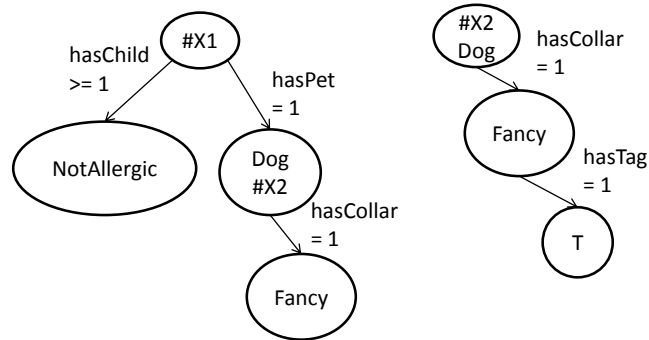 #X1
hasChild
>= 1
hasPet
= 1
NotAllergic
Dog
#X2
hasCollar
= 1
Fancy
#X2
Dog
hasCollar
= 1
Fancy
hasTag
= 1
T